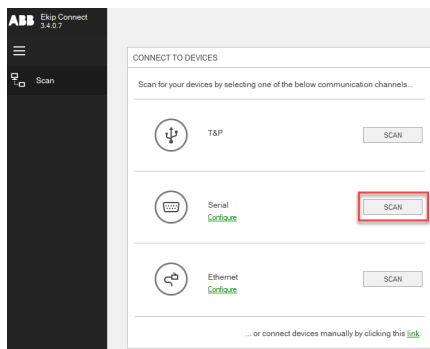 ABB Ekip Connect
3.4.0.7
Scan
CONNECT TO DEVICES
Scan for your devices by selecting one of the below communication channels...
T&P
SCAN
Serial
Configure
SCAN
Ethernet
Configure
SCAN
... or connect devices manually by clicking this link.